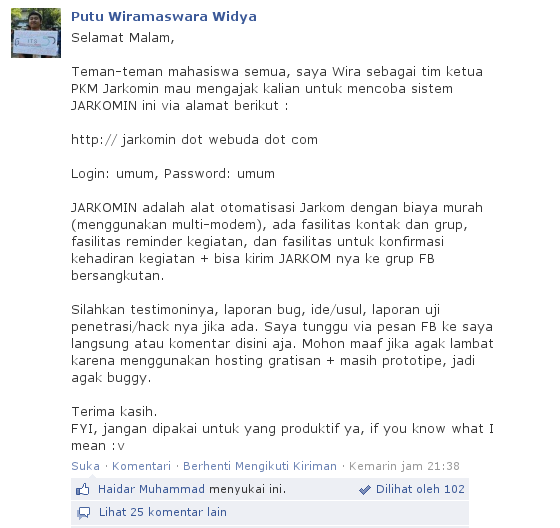 Putu Wiramaswara Widya
Selamat Malam,
Teman-teman mahasiswa semua, saya Wira sebagai tim ketua
PKM Jarkomin mau mengajak kalian untuk mencoba sistem
JARKOMIN ini via alamat berikut :
http:// jarkomin dot webuda dot com
Login: umum, Password: umum
JARKOMIN adalah alat otomatisasi Jarkom dengan biaya murah
(menggunakan multi-modem), ada fasilitas kontak dan grup,
fasilitas reminder kegiatan, dan fasilitas untuk konfirmasi
kehadiran kegiatan + bisa kirim JARKOM nya ke grup FB
bersangkutan.
Silahkan testimoninya, laporan bug, ide/usul, laporan uji
penetrasi/hack nya jika ada. Saya tunggu via pesan FB ke saya
langsung atau komentar disini aja. Mohon maaf jika agak lambat
karena menggunakan hosting gratisan + masih prototipe, jadi
agak buggy.
Terima kasih.
FYI, jangan dipakai untuk yang produktif ya, if you know what I
mean :v
Suka · Komentari · Berhenti Mengikuti Kiriman · Kemarin jam 21:38
Haidar Muhammad menyukai ini. Dilihat oleh 102
Lihat 25 komentar lain